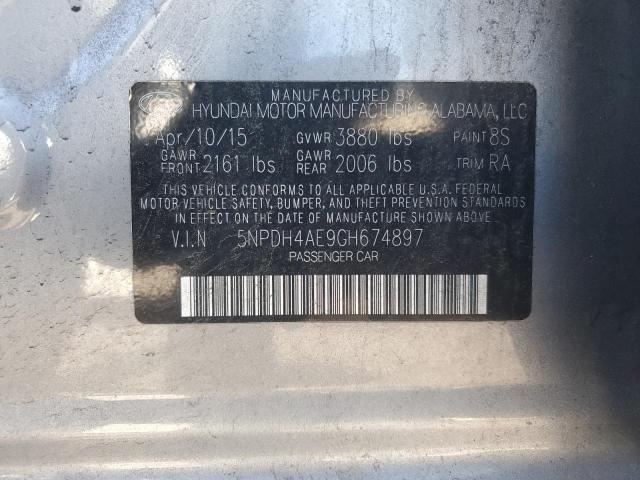 MANUFACTURED BY
HYUNDAI MOTOR MANUFACTURING ALABAMA, LLC
Apr/10/15 GVWR 3880 lbs PAINT 8S
GAWR FRONT 2161 lbs GAWR REAR 2006 lbs TRIM RA
THIS VEHICLE CONFORMS TO ALL APPLICABLE U.S.A. FEDERAL
MOTOR VEHICLE SAFETY, BUMPER, AND THEFT PREVENTION STANDARDS
IN EFFECT ON THE DATE OF MANUFACTURE SHOWN ABOVE.
V.I.N 5NPDH4AE9GH674897
PASSENGER CAR